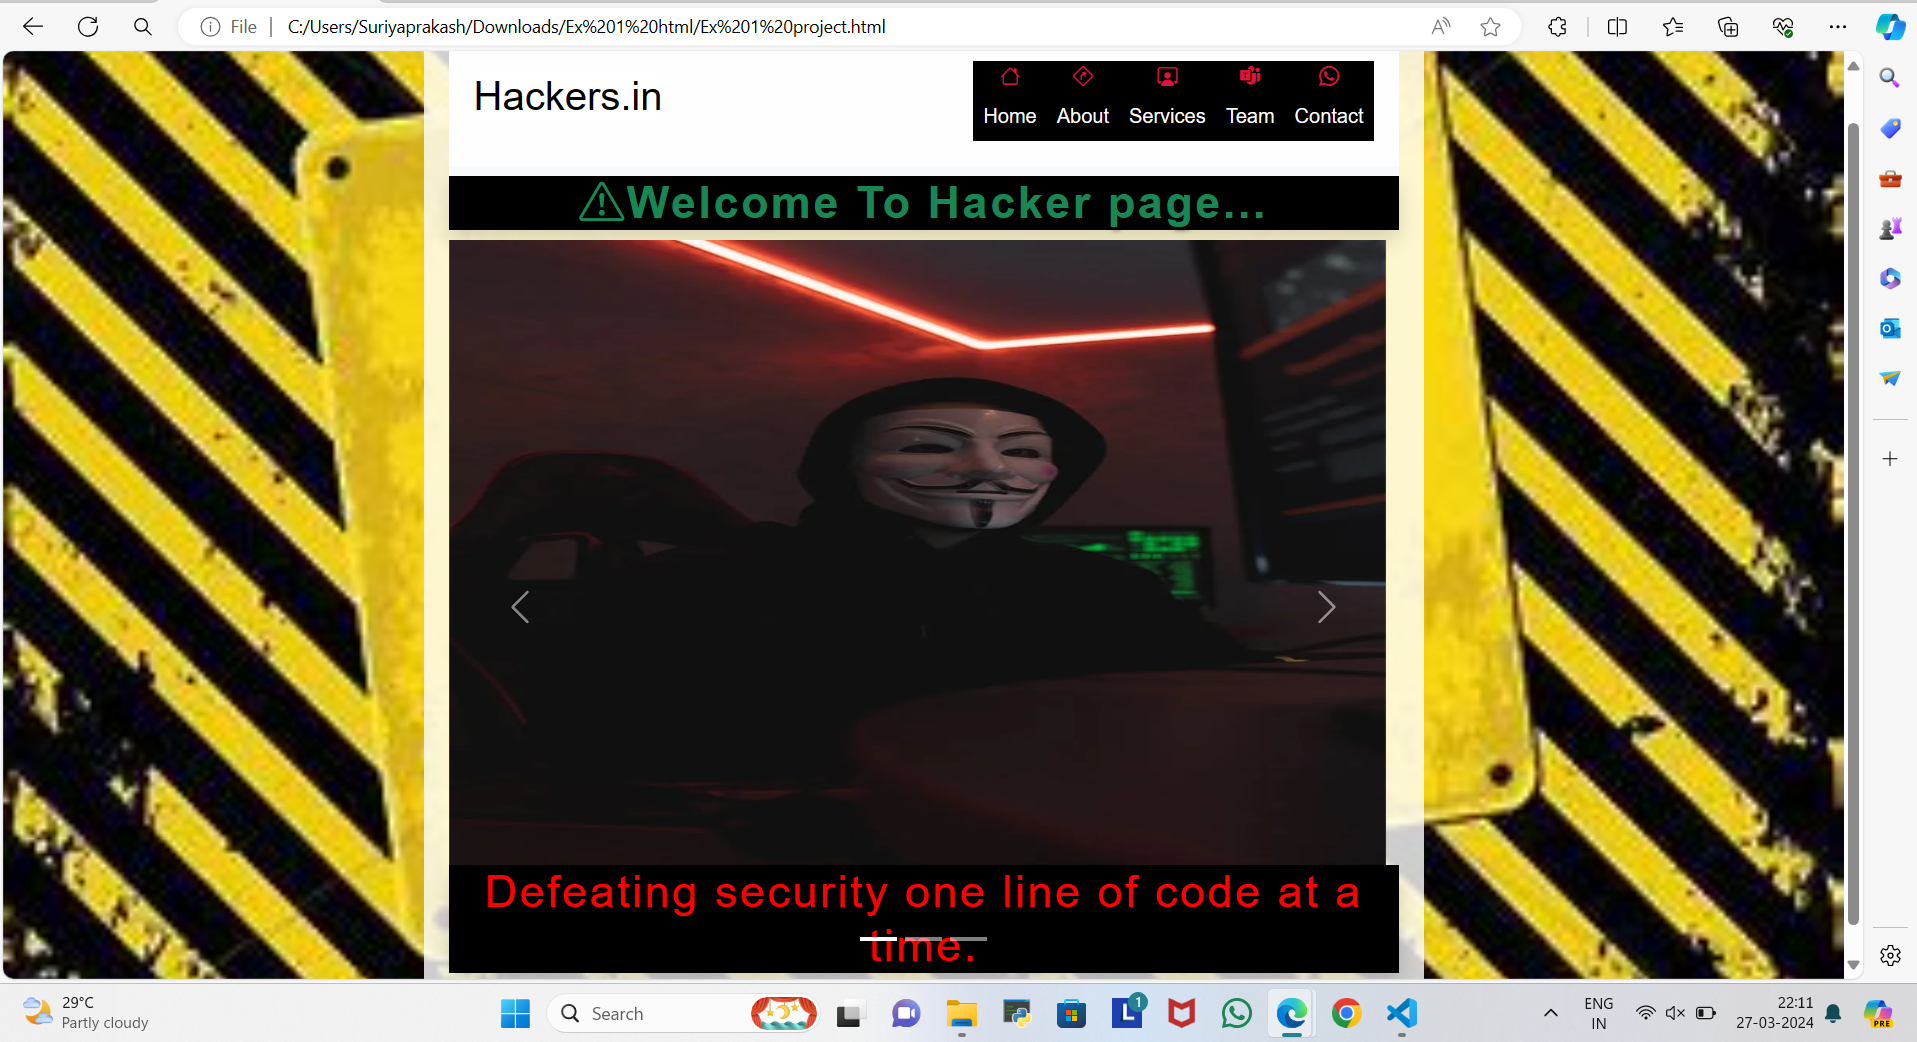 File
C:/Users/Suriyaprakash/Downloads/Ex%201%20html/Ex%201%20project.html
Hackers.in
Home About Services Team Contact
Welcome To Hacker page...
Defeating security one line of code at a
time.
29°C
Partly cloudy
Search
1
ENG
IN
22:11
27-03-2024
PRE